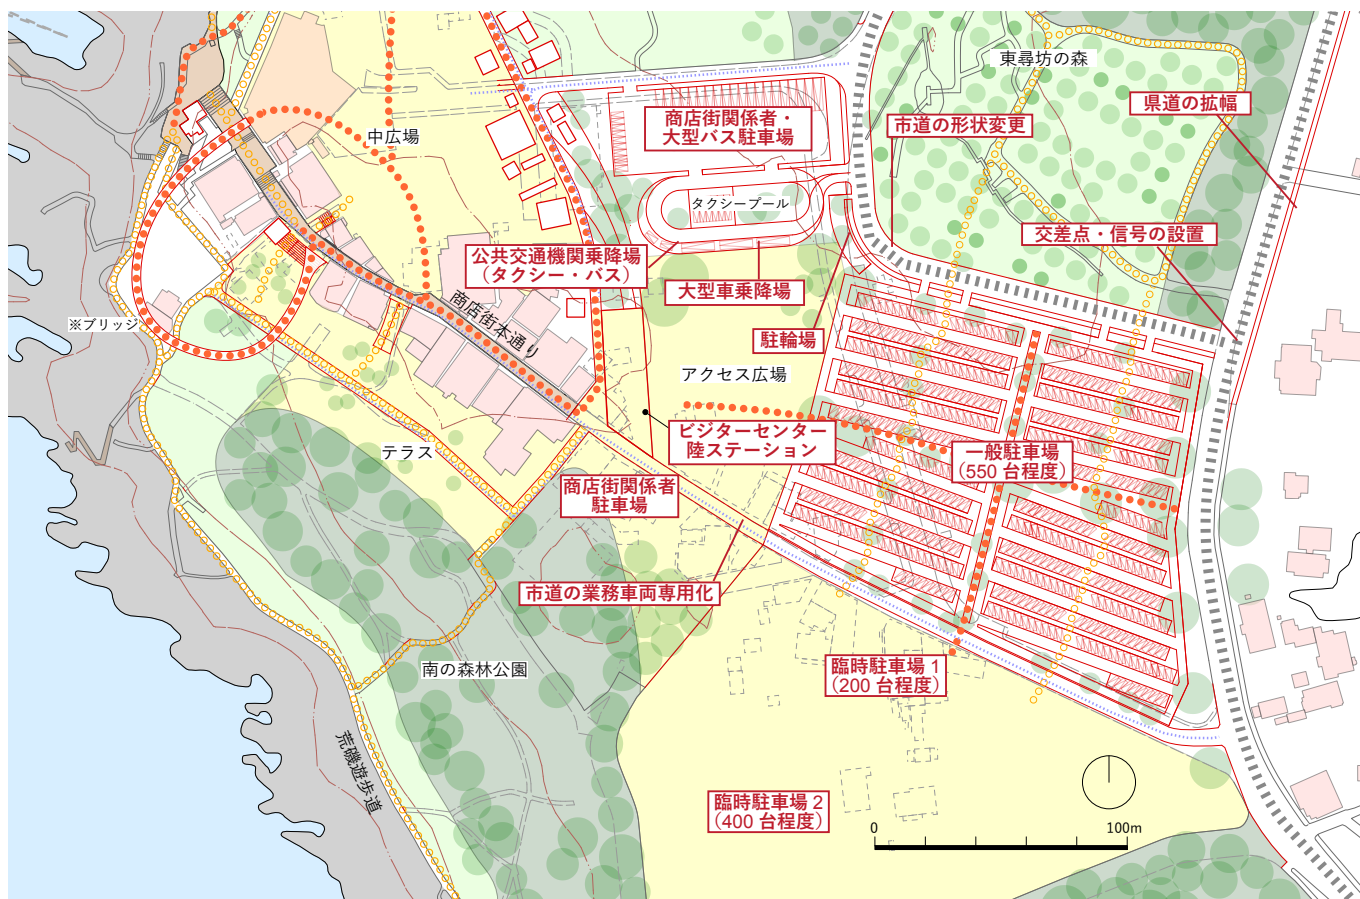 東尋坊の森
県道の拡幅
商店街関係者・
大型バス駐車場
市道の形状変更
中広場
タクシープール
交差点・信号の設置
公共交通機関乗降場
（タクシー・バス）
大型車乗降場
※ブリッジ
商店街本通り
駐輪場
アクセス広場
ビジターセンター
陸ステーション
テラス
一般駐車場
（550 台程度）
商店街関係者
駐車場
市道の業務車両専用化
南の森林公園
臨時駐車場 1
（200 台程度）
荒磯遊歩道
臨時駐車場 2
（400 台程度）
0 100m